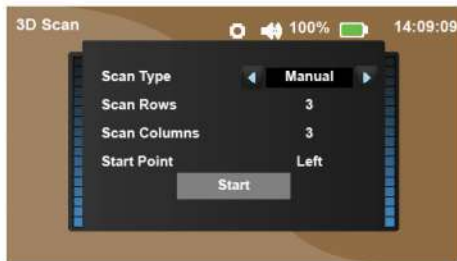 3D Scan 100% 14:09:09
Scan Type Manual
Scan Rows 3
Scan Columns 3
Start Point Left
Start